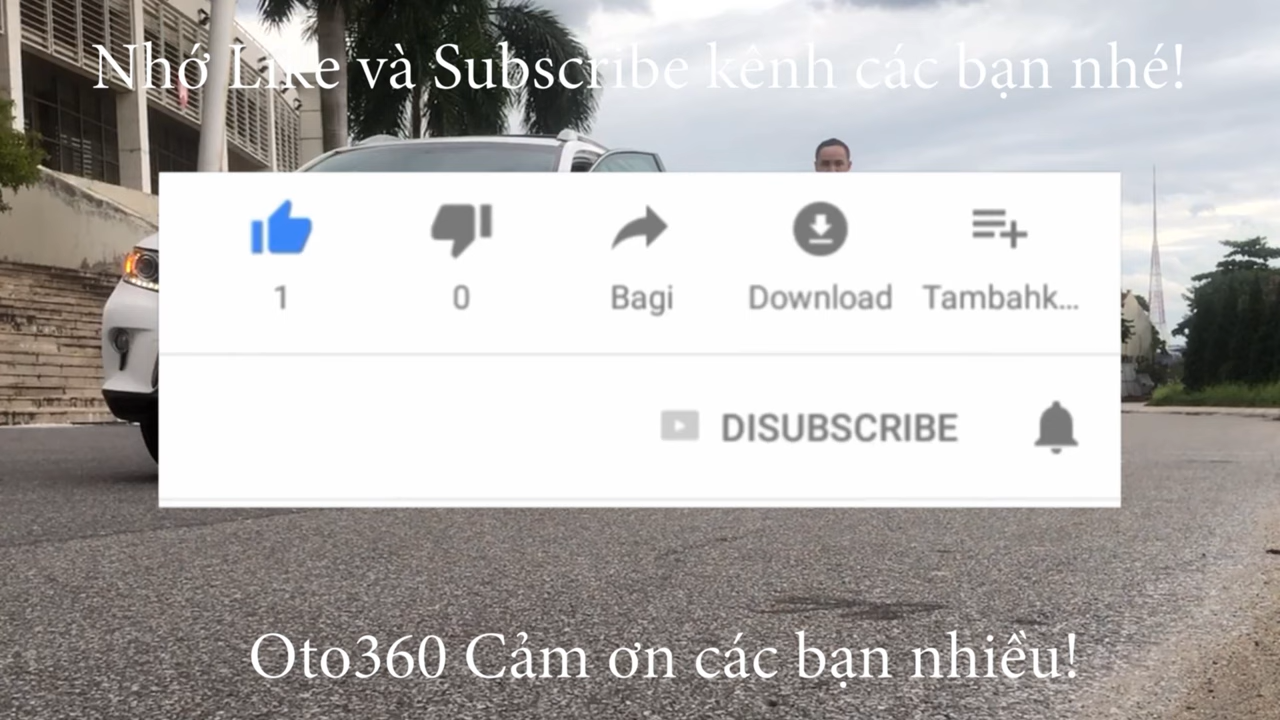 Nhớ Like và Subscribe kênh các bạn nhé!
1 0 Bagi Download Tambahk...
DISUBSCRIBE
Oto360 Cảm ơn các bạn nhiều!